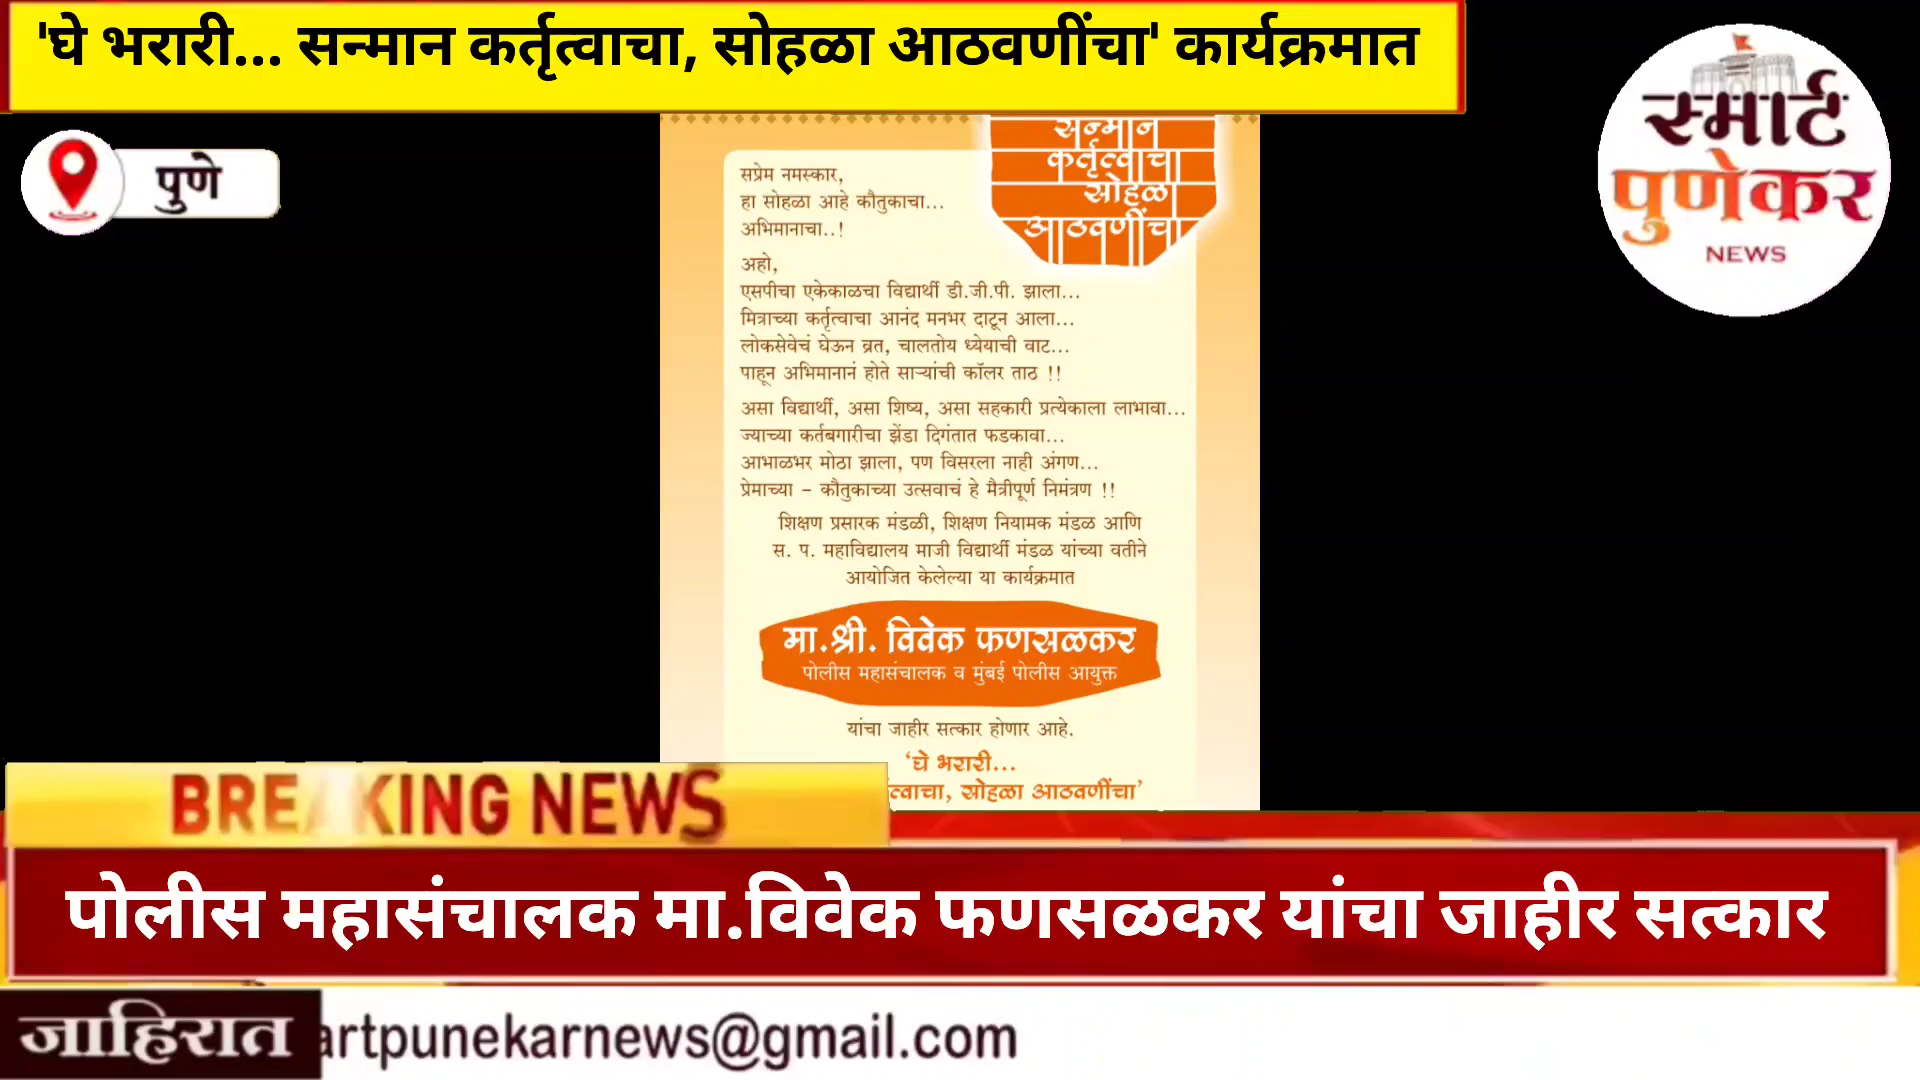 'घे भरारी... सन्मान कर्तृत्वाचा, सोहळा आठवणींचा' कार्यक्रमात
पुणे
स्मार्ट
पुणेकर
NEWS
सन्मान
कर्तृत्वाचा
सोहळा
आठवणींचा
सप्रेम नमस्कार,
हा सोहळा आहे कौतुकाचा...
अभिमानाचा..!
अहो,
एसपीचा एकेकाळचा विद्यार्थी डी.जी.पी. झाला...
मित्राच्या कर्तृत्वाचा आनंद मनभर दाटून आला...
लोकसेवेचं घेऊन व्रत, चालतोय ध्येयाची वाट...
पाहून अभिमानानं होते साऱ्यांची कॉलर ताठ !!
असा विद्यार्थी, असा शिष्य, असा सहकारी प्रत्येकाला लाभावा...
ज्याच्या कर्तबगारीचा झेंडा दिगंतात फडकावा...
आभाळभर मोठा झाला, पण विसरला नाही अंगण...
प्रेमाच्या - कौतुकाच्या उत्सवाचं हे मैत्रीपूर्ण निमंत्रण !!
शिक्षण प्रसारक मंडळी, शिक्षण नियामक मंडळ आणि
स. प. महाविद्यालय माजी विद्यार्थी मंडळ यांच्या वतीने
आयोजित केलेल्या या कार्यक्रमात
मा.श्री. विवेक फणसळकर
पोलीस महासंचालक व मुंबई पोलीस आयुक्त
यांचा जाहीर सत्कार होणार आहे.
'घे भरारी...
त्वाचा, सोहळा आठवणींचा'
BREAKING NEWS
पोलीस महासंचालक मा.विवेक फणसळकर यांचा जाहीर सत्कार
जाहिरात
artpunekarnews@gmail.com